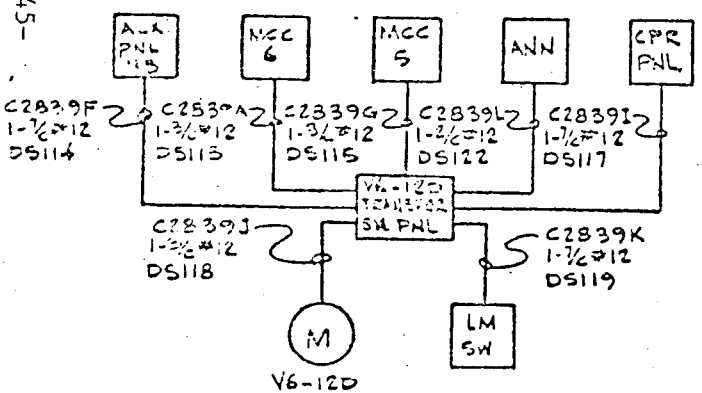 45-
AUX
PNL
MCC
6
MCC
5
ANN
CPR
PNL
C2839F
1-7/C #12
DS114
C2839A
1-3/C #12
DS113
C2839G
1-3/C #12
DS115
C2839L
1-2/C #12
DS122
C2839I
1-7/C #12
DS117
V6-12D
TRANSFER
SW PNL
C2839J
1-3/C #12
DS118
C2839K
1-7/C #12
DS119
M
LM
SW
V6-12D